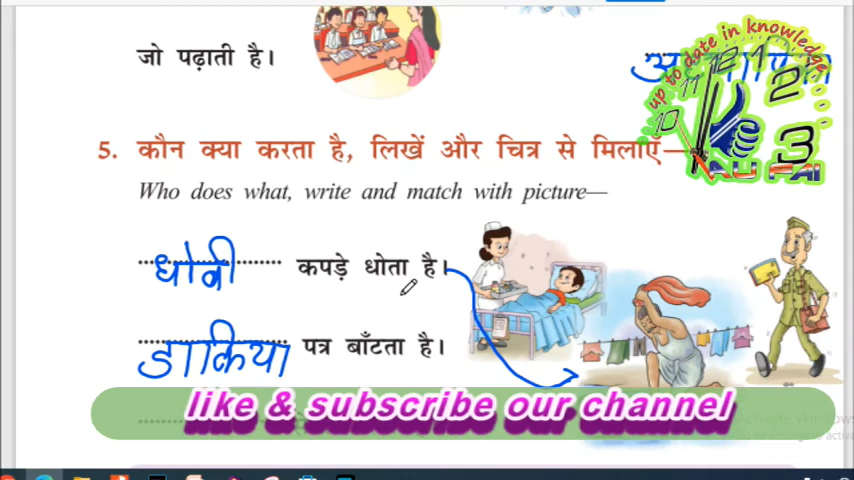 जो पढ़ाती है।
up to date in knowledge
5. कौन क्या करता है, लिखें और चित्र से मिलाएँ—
Who does what, write and match with picture—
धोबी कपड़े धोता है।
डाकिया पत्र बाँटता है।
like & subscribe our channel